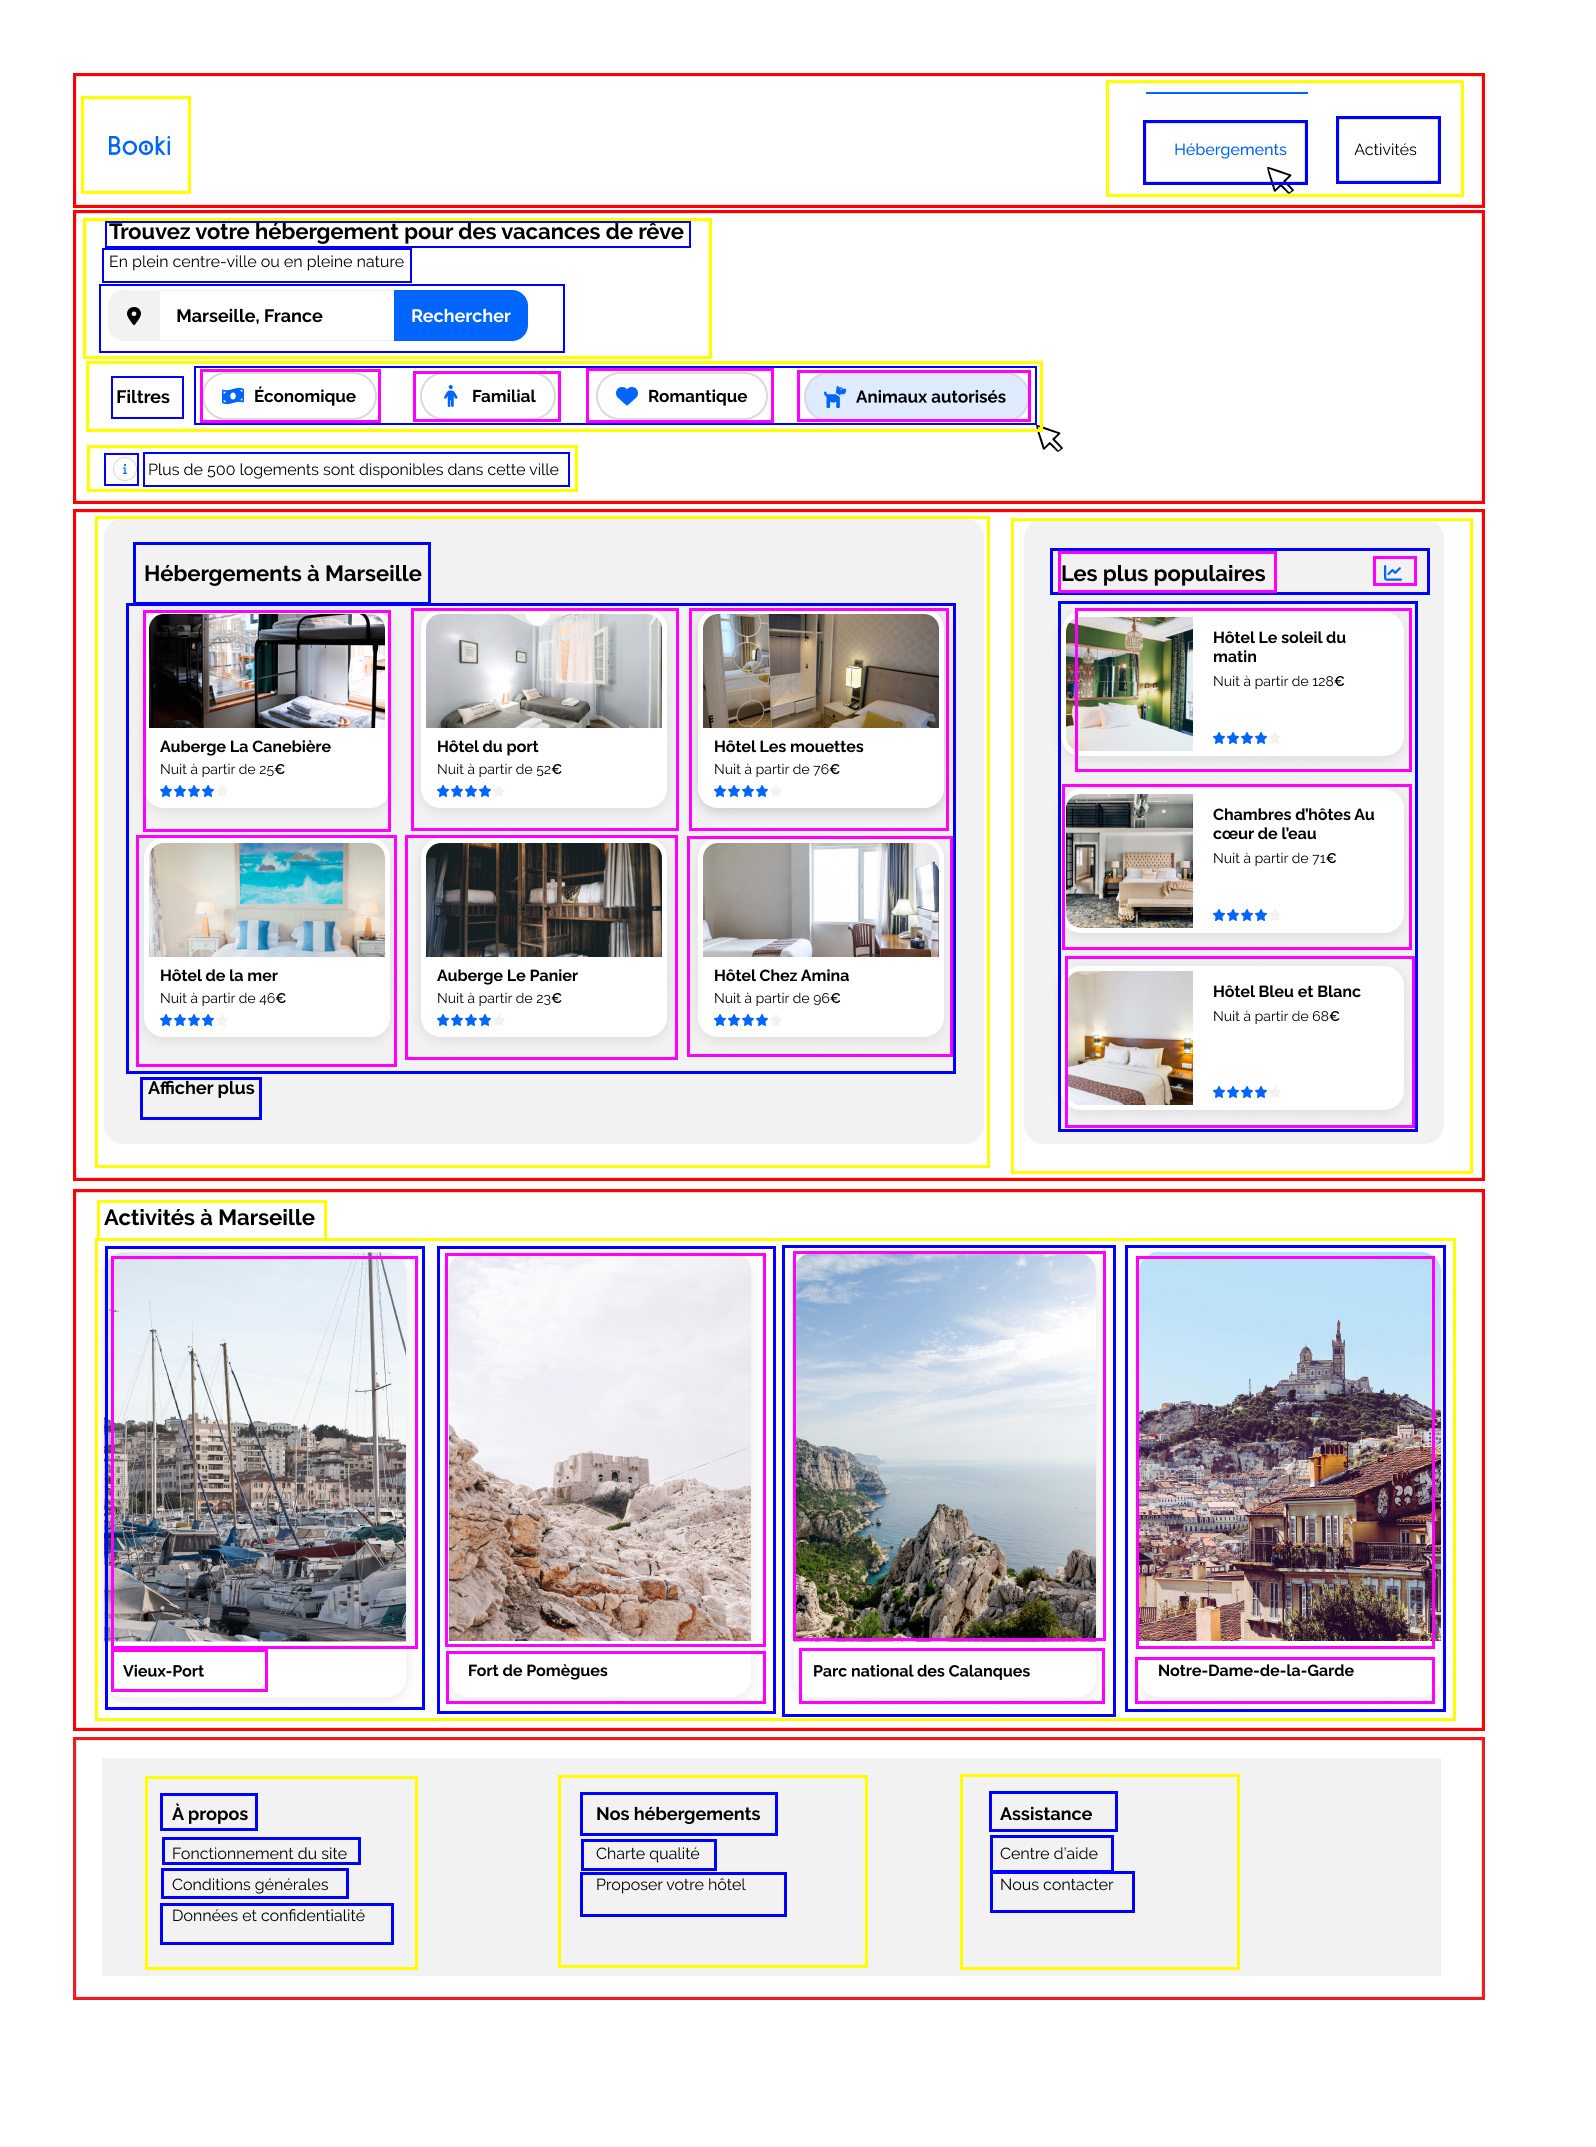 Booki
Hébergements
Activités
Trouvez votre hébergement pour des vacances de rêve
En plein centre-ville ou en pleine nature
Marseille, France
Rechercher
Filtres
Économique
Familial
Romantique
Animaux autorisés
i
Plus de 500 logements sont disponibles dans cette ville
Hébergements à Marseille
Auberge La Canebière
Nuit à partir de 25€
Hôtel du port
Nuit à partir de 52€
Hôtel Les mouettes
Nuit à partir de 76€
Hôtel de la mer
Nuit à partir de 46€
Auberge Le Panier
Nuit à partir de 23€
Hôtel Chez Amina
Nuit à partir de 96€
Afficher plus
Les plus populaires
Hôtel Le soleil du
matin
Nuit à partir de 128€
Chambres d'hôtes Au
cœur de l'eau
Nuit à partir de 71€
Hôtel Bleu et Blanc
Nuit à partir de 68€
Activités à Marseille
Vieux-Port
Fort de Pomègues
Parc national des Calanques
Notre-Dame-de-la-Garde
À propos
Fonctionnement du site
Conditions générales
Données et confidentialité
Nos hébergements
Charte qualité
Proposer votre hôtel
Assistance
Centre d'aide
Nous contacter